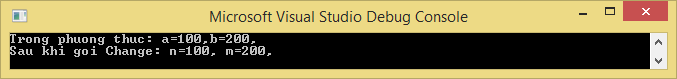 Microsoft Visual Studio Debug Console
Trong phuong thuc: a=100,b=200,
Sau khi goi Change: n=100, m=200,